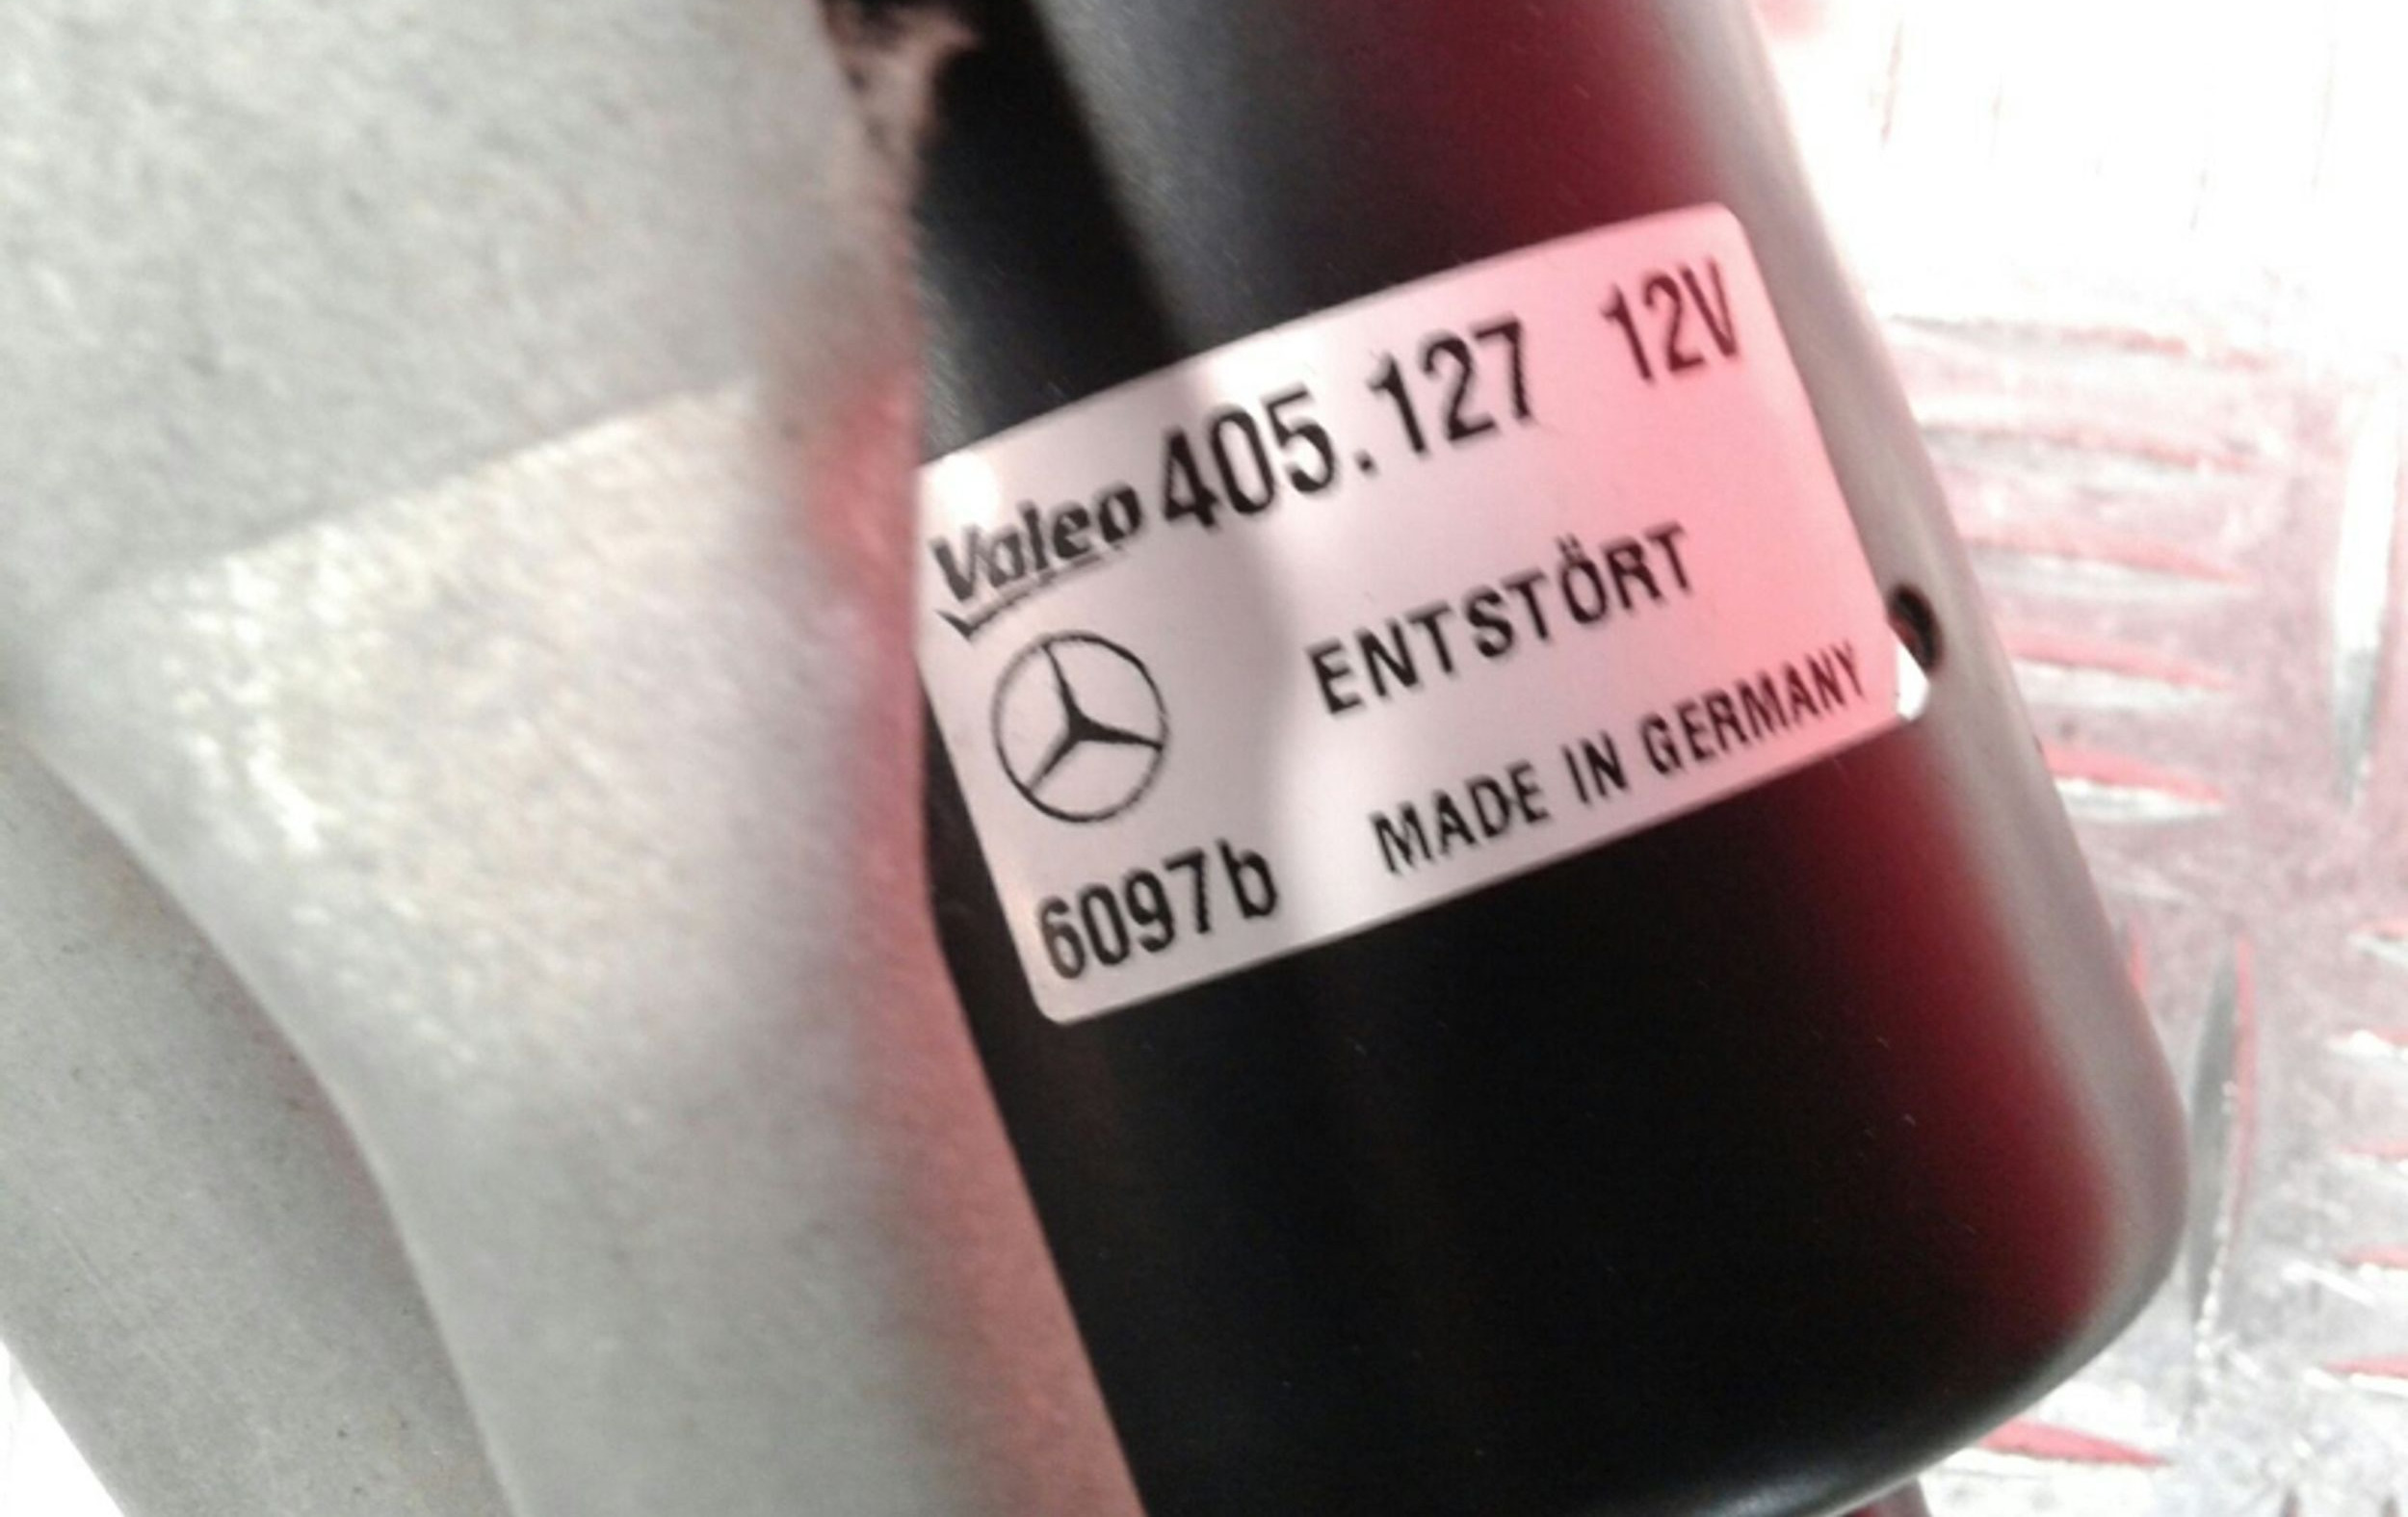 Valeo 405.127 12V
ENTSTÖRT
MADE IN GERMANY
6097b